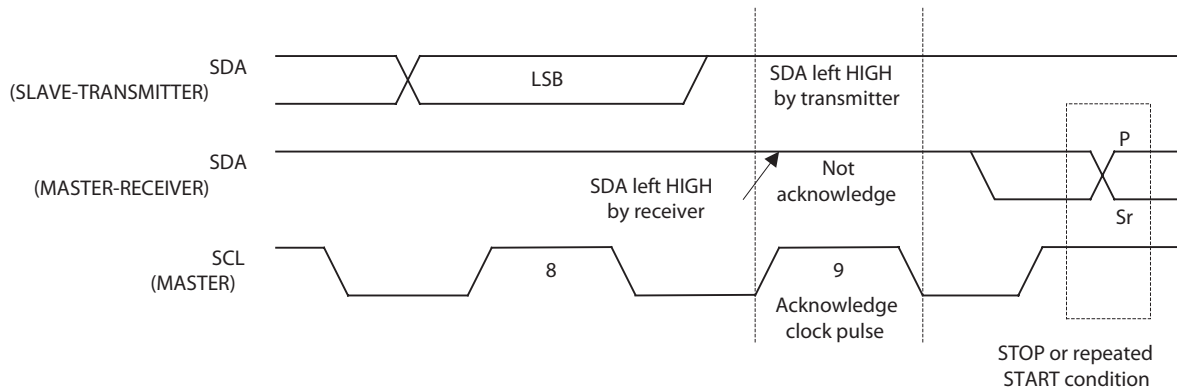 SDA
(SLAVE-TRANSMITTER)
LSB
SDA left HIGH
by transmitter
SDA
(MASTER-RECEIVER)
SDA left HIGH
by receiver
Not
acknowledge
P
Sr
SCL
(MASTER)
8
9
Acknowledge
clock pulse
STOP or repeated
START condition